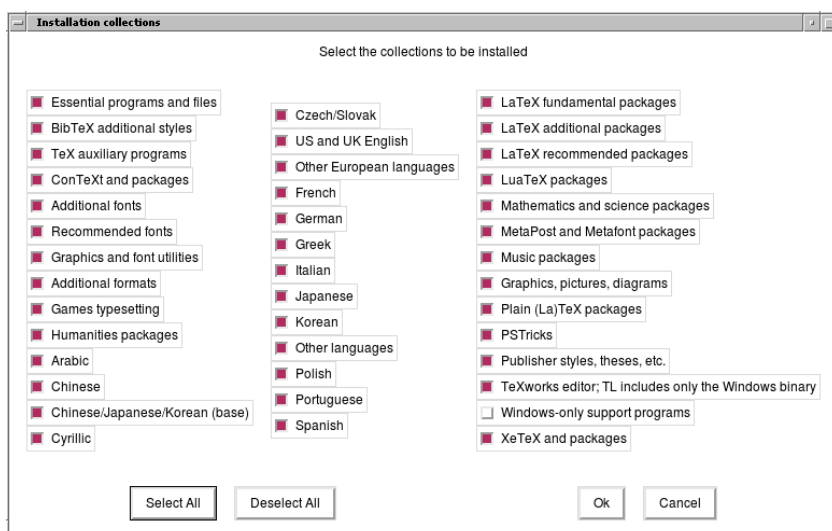 Installation collections
Select the collections to be installed
Essential programs and files
BibTeX additional styles
TeX auxiliary programs
ConTeXt and packages
Additional fonts
Recommended fonts
Graphics and font utilities
Additional formats
Games typesetting
Humanities packages
Arabic
Chinese
Chinese/Japanese/Korean (base)
Cyrillic
Czech/Slovak
US and UK English
Other European languages
French
German
Greek
Italian
Japanese
Korean
Other languages
Polish
Portuguese
Spanish
LaTeX fundamental packages
LaTeX additional packages
LaTeX recommended packages
LuaTeX packages
Mathematics and science packages
MetaPost and Metafont packages
Music packages
Graphics, pictures, diagrams
Plain (La)TeX packages
PSTricks
Publisher styles, theses, etc.
TeXworks editor; TL includes only the Windows binary
Windows-only support programs
XeTeX and packages
Select All
Deselect All
Ok
Cancel